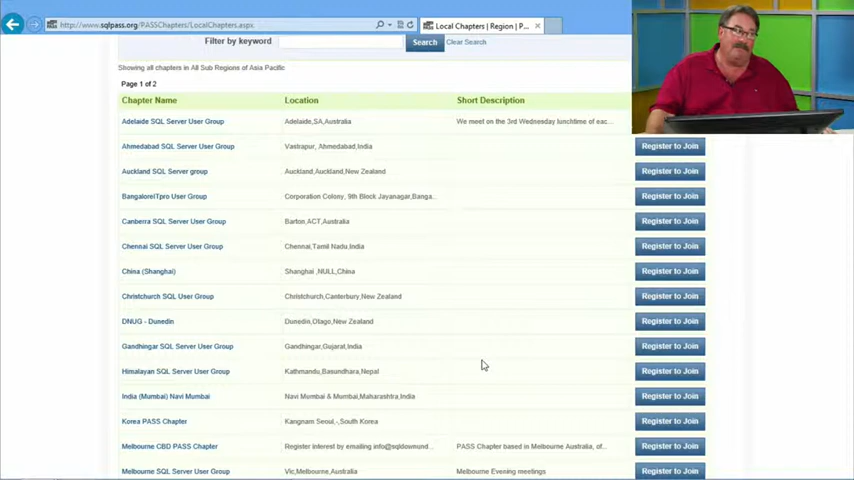 http://www.sqlpass.org/PASSChapters/LocalChapters.aspx
Local Chapters | Region | P...
Filter by keyword Search Clear Search
Showing all chapters in All Sub Regions of Asia Pacific
Page 1 of 2
Chapter Name Location Short Description
Adelaide SQL Server User Group Adelaide,SA,Australia We meet on the 3rd Wednesday lunchtime of eac...
Ahmedabad SQL Server User Group Vastrapur, Ahmedabad,India Register to Join
Auckland SQL Server group Auckland,Auckland,New Zealand Register to Join
BangaloreITpro User Group Corporation Colony, 9th Block Jayanagar,Banga... Register to Join
Canberra SQL Server User Group Barton,ACT,Australia Register to Join
Chennai SQL Server User Group Chennai,Tamil Nadu,India Register to Join
China (Shanghai) Shanghai ,NULL,China Register to Join
Christchurch SQL User Group Christchurch,Canterbury,New Zealand Register to Join
DNUG - Dunedin Dunedin,Otago,New Zealand Register to Join
Gandhingar SQL Server User Group Gandhingar,Gujarat,India Register to Join
Himalayan SQL Server User Group Kathmandu,Basundhara,Nepal Register to Join
India (Mumbai) Navi Mumbai Navi Mumbai & Mumbai,Maharashtra,India Register to Join
Korea PASS Chapter Kangnam Seoul,-,South Korea Register to Join
Melbourne CBD PASS Chapter Register interest by emailing info@sqldownund... PASS Chapter based in Melbourne Australia, of... Register to Join
Melbourne SQL Server User Group Vic,Melbourne,Australia Melbourne Evening meetings Register to Join